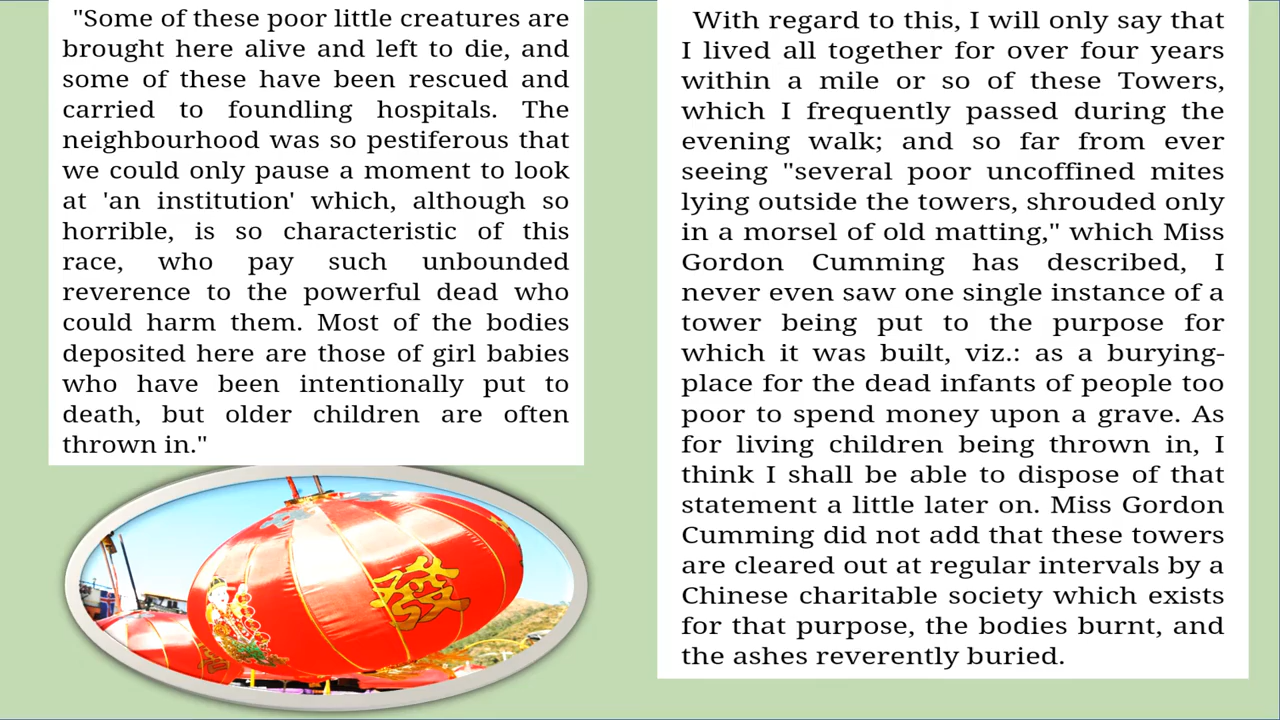 "Some of these poor little creatures are
brought here alive and left to die, and
some of these have been rescued and
carried to foundling hospitals. The
neighbourhood was so pestiferous that
we could only pause a moment to look
at 'an institution' which, although so
horrible, is so characteristic of this
race, who pay such unbounded
reverence to the powerful dead who
could harm them. Most of the bodies
deposited here are those of girl babies
who have been intentionally put to
death, but older children are often
thrown in."
發
With regard to this, I will only say that
I lived all together for over four years
within a mile or so of these Towers,
which I frequently passed during the
evening walk; and so far from ever
seeing "several poor uncoffined mites
lying outside the towers, shrouded only
in a morsel of old matting," which Miss
Gordon Cumming has described, I
never even saw one single instance of a
tower being put to the purpose for
which it was built, viz.: as a burying-
place for the dead infants of people too
poor to spend money upon a grave. As
for living children being thrown in, I
think I shall be able to dispose of that
statement a little later on. Miss Gordon
Cumming did not add that these towers
are cleared out at regular intervals by a
Chinese charitable society which exists
for that purpose, the bodies burnt, and
the ashes reverently buried.